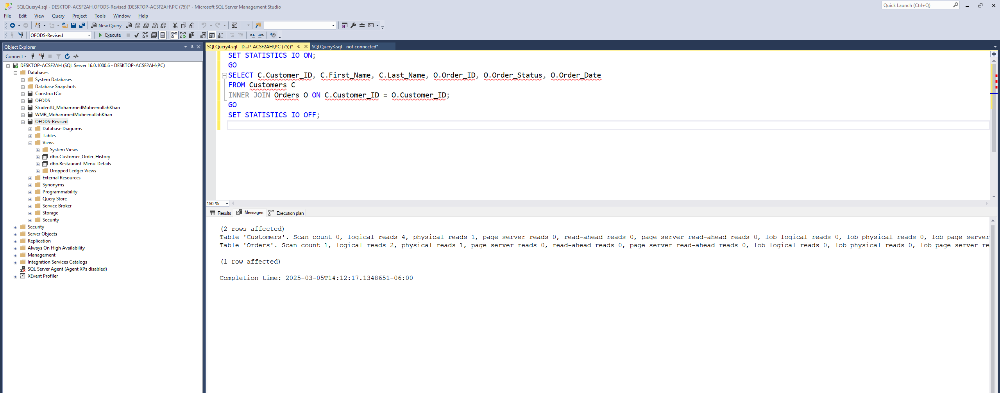 SQLQuery4.sql - DESKTOP-ACSF2AH.OFODS-Revised (DESKTOP-ACSF2AH\PC (75))* - Microsoft SQL Server Management Studio
Quick Launch (Ctrl+Q)
File Edit View Query Project Tools Window Help
New Query
MDX DMX XMLA DAX
OFODS-Revised
Execute
Object Explorer
Connect
DESKTOP-ACSF2AH (SQL Server 16.0.1000.6 - DESKTOP-ACSF2AH\PC)
Databases
System Databases
Database Snapshots
ConstructCo
OFODS
StudentU_MohammedMubeenullahKhan
WMB_MohammedMubeenullahKhan
OFODS-Revised
Database Diagrams
Tables
Views
System Views
dbo.Customer_Order_History
dbo.Restaurant_Menu_Details
Dropped Ledger Views
External Resources
Synonyms
Programmability
Query Store
Service Broker
Storage
Security
Security
Server Objects
Replication
Always On High Availability
Management
Integration Services Catalogs
SQL Server Agent (Agent XPs disabled)
XEvent Profiler
SQLQuery4.sql - D...P-ACSF2AH\PC (75))*
SQLQuery3.sql - not connected*
SET STATISTICS IO ON;
GO
SELECT C.Customer_ID, C.First_Name, C.Last_Name, O.Order_ID, O.Order_Status, O.Order_Date
FROM Customers C
INNER JOIN Orders O ON C.Customer_ID = O.Customer_ID;
GO
SET STATISTICS IO OFF;
150 %
Results Messages Execution plan
(2 rows affected)
Table 'Customers'. Scan count 0, logical reads 4, physical reads 1, page server reads 0, read-ahead reads 0, page server read-ahead reads 0, lob logical reads 0, lob physical reads 0, lob page server
Table 'Orders'. Scan count 1, logical reads 2, physical reads 1, page server reads 0, read-ahead reads 0, page server read-ahead reads 0, lob logical reads 0, lob physical reads 0, lob page server re
(1 row affected)
Completion time: 2025-03-05T14:12:17.1348651-06:00